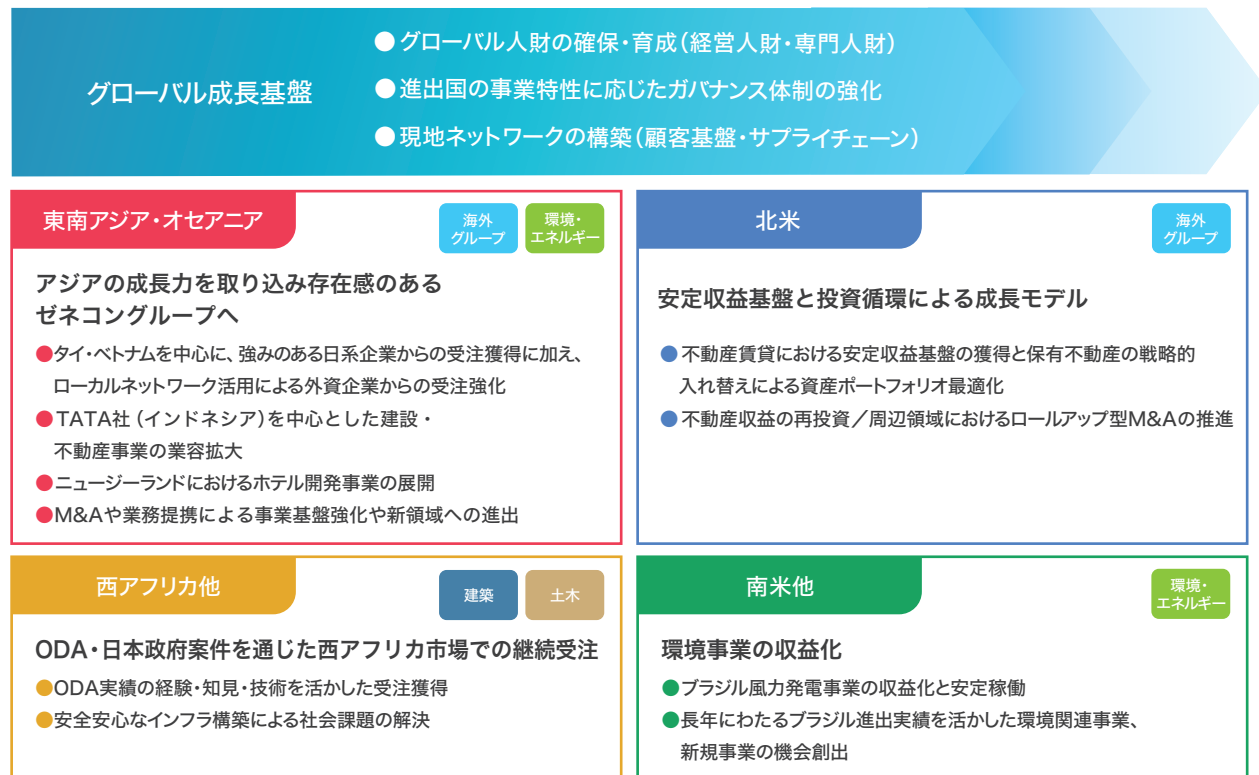 グローバル成長基盤
●グローバル人財の確保・育成（経営人財・専門人財）
●進出国の事業特性に応じたガバナンス体制の強化
●現地ネットワークの構築（顧客基盤・サプライチェーン）
東南アジア・オセアニア
海外
グループ
環境・
エネルギー
アジアの成長力を取り込み存在感のある
ゼネコングループへ
●タイ・ベトナムを中心に、強みのある日系企業からの受注獲得に加え、
ローカルネットワーク活用による外資企業からの受注強化
●TATA社（インドネシア）を中心とした建設・
不動産事業の業容拡大
●ニュージーランドにおけるホテル開発事業の展開
●M&Aや業務提携による事業基盤強化や新領域への進出
北米
海外
グループ
安定収益基盤と投資循環による成長モデル
●不動産賃貸における安定収益基盤の獲得と保有不動産の戦略的
入れ替えによる資産ポートフォリオ最適化
●不動産収益の再投資／周辺領域におけるロールアップ型M&Aの推進
西アフリカ他
建築
土木
ODA・日本政府案件を通じた西アフリカ市場での継続受注
●ODA実績の経験・知見・技術を活かした受注獲得
●安全安心なインフラ構築による社会課題の解決
南米他
環境・
エネルギー
環境事業の収益化
●ブラジル風力発電事業の収益化と安定稼働
●長年にわたるブラジル進出実績を活かした環境関連事業、
新規事業の機会創出